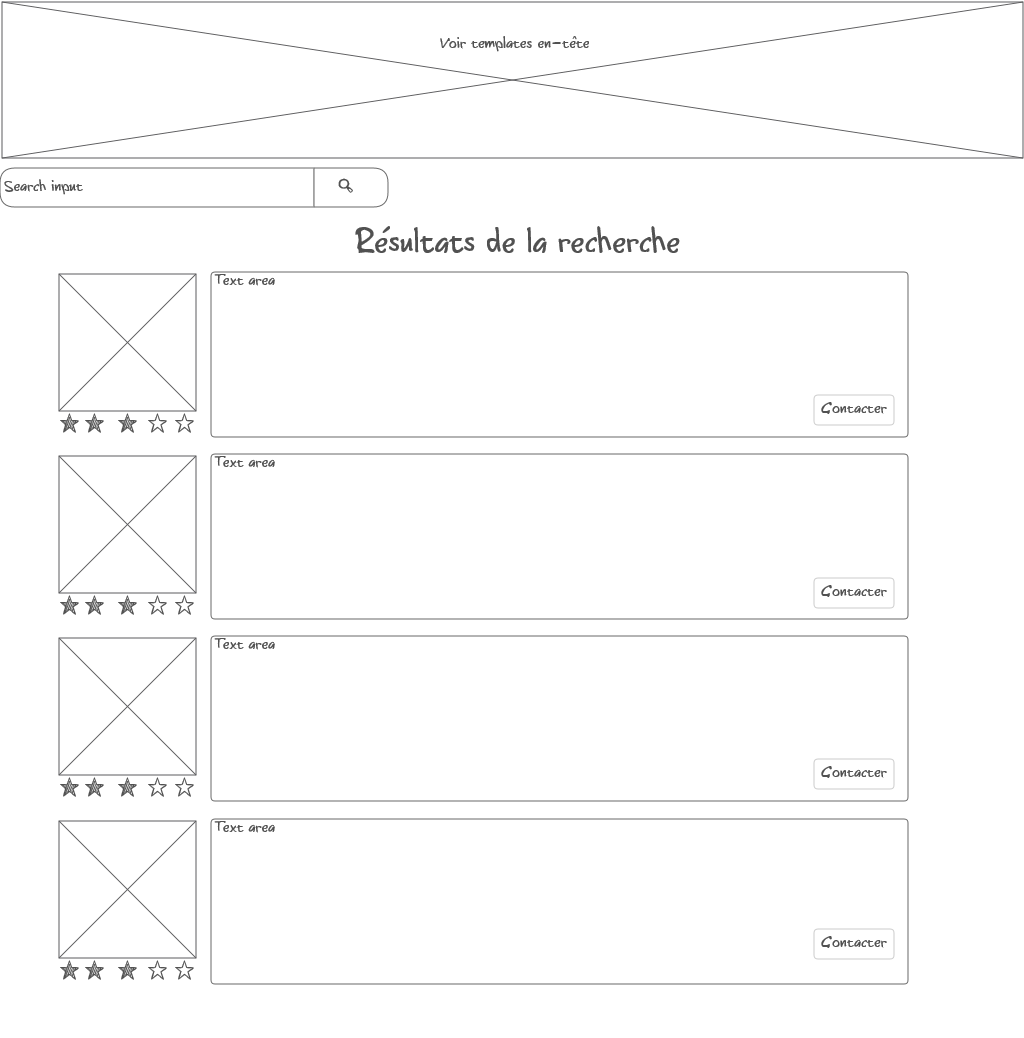 Voir templates en-tête
Search input
Résultats de la recherche
Text area
Contacter
Text area
Contacter
Text area
Contacter
Text area
Contacter